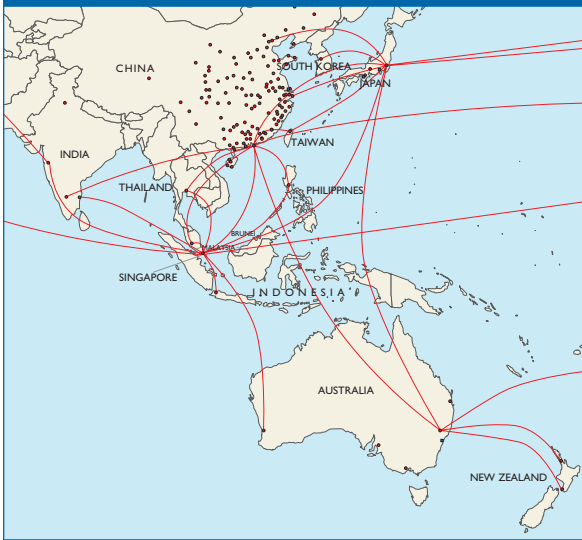 CHINA
SOUTH KOREA
JAPAN
TAIWAN
INDIA
THAILAND
PHILIPPINES
BRUNEI
MALAYSIA
SINGAPORE
INDONESIA
AUSTRALIA
NEW ZEALAND